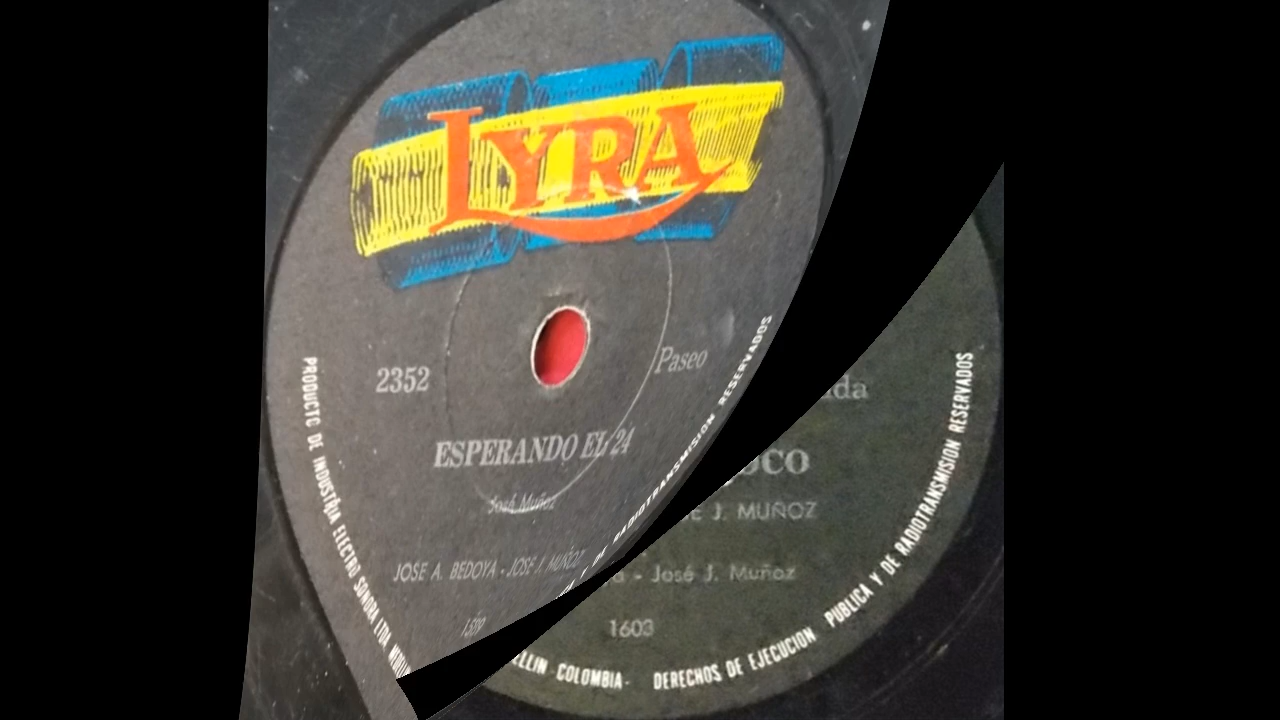 LYRA
2352
Paseo
ESPERANDO EL 24
José Muñoz
JOSE A. BEDOYA - JOSE J. MUÑOZ
PRODUCTO DE INDUSTRIA ELECTRO SONORA LTDA
DE RADIOTRANSMISION RESERVADOS
J. MUÑOZ
- José J. Muñoz
1603
COLOMBIA- DERECHOS DE EJECUCION PUBLICA Y DE RADIOTRANSMISION RESERVADOS